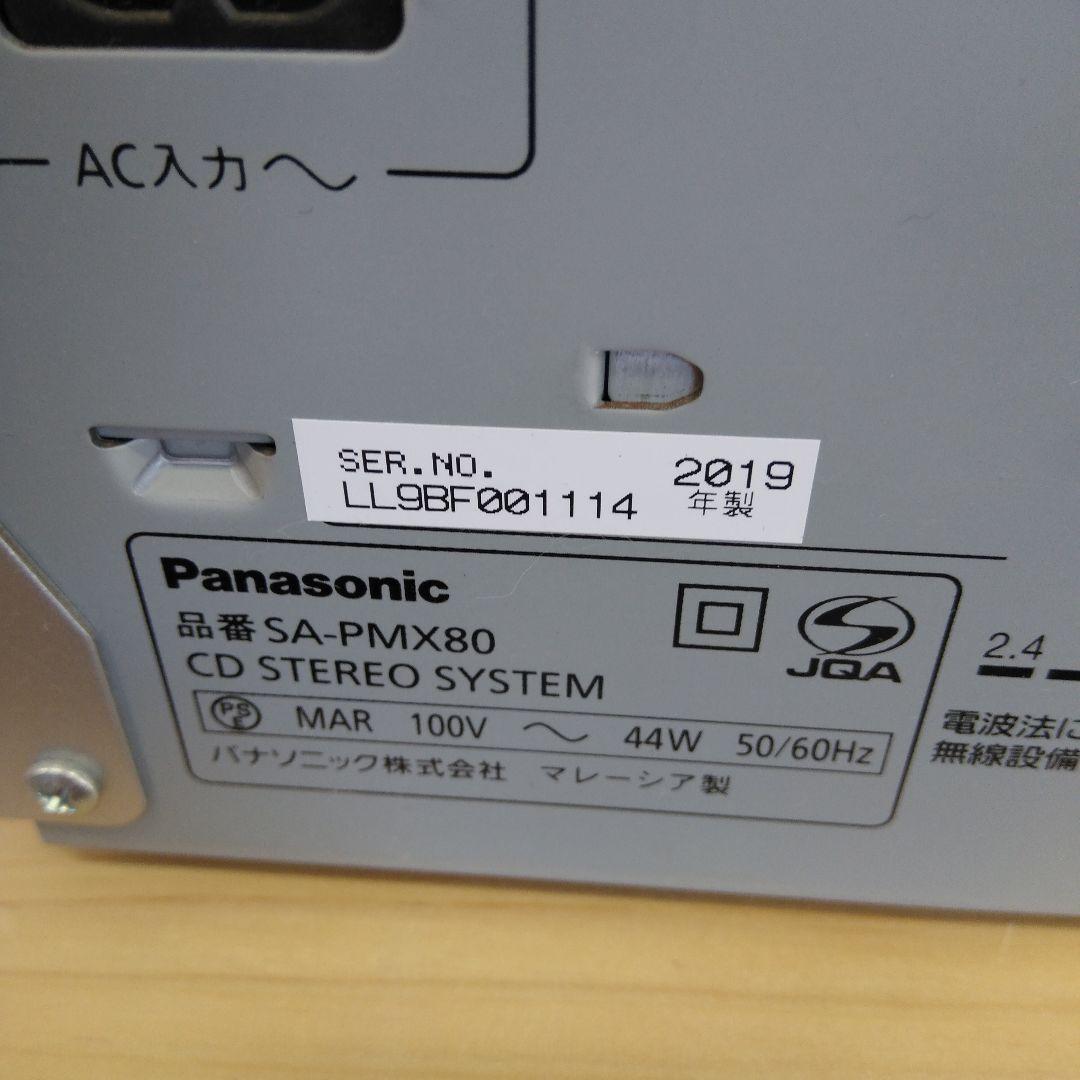 AC入力～
SER.NO.
LL9BF001114
2019
年製
Panasonic
品番 SA-PMX80
CD STEREO SYSTEM
JQA
PS
E
MAR 100V ～ 44W 50/60Hz
パナソニック株式会社 マレーシア製
2.4
電波法に
無線設備